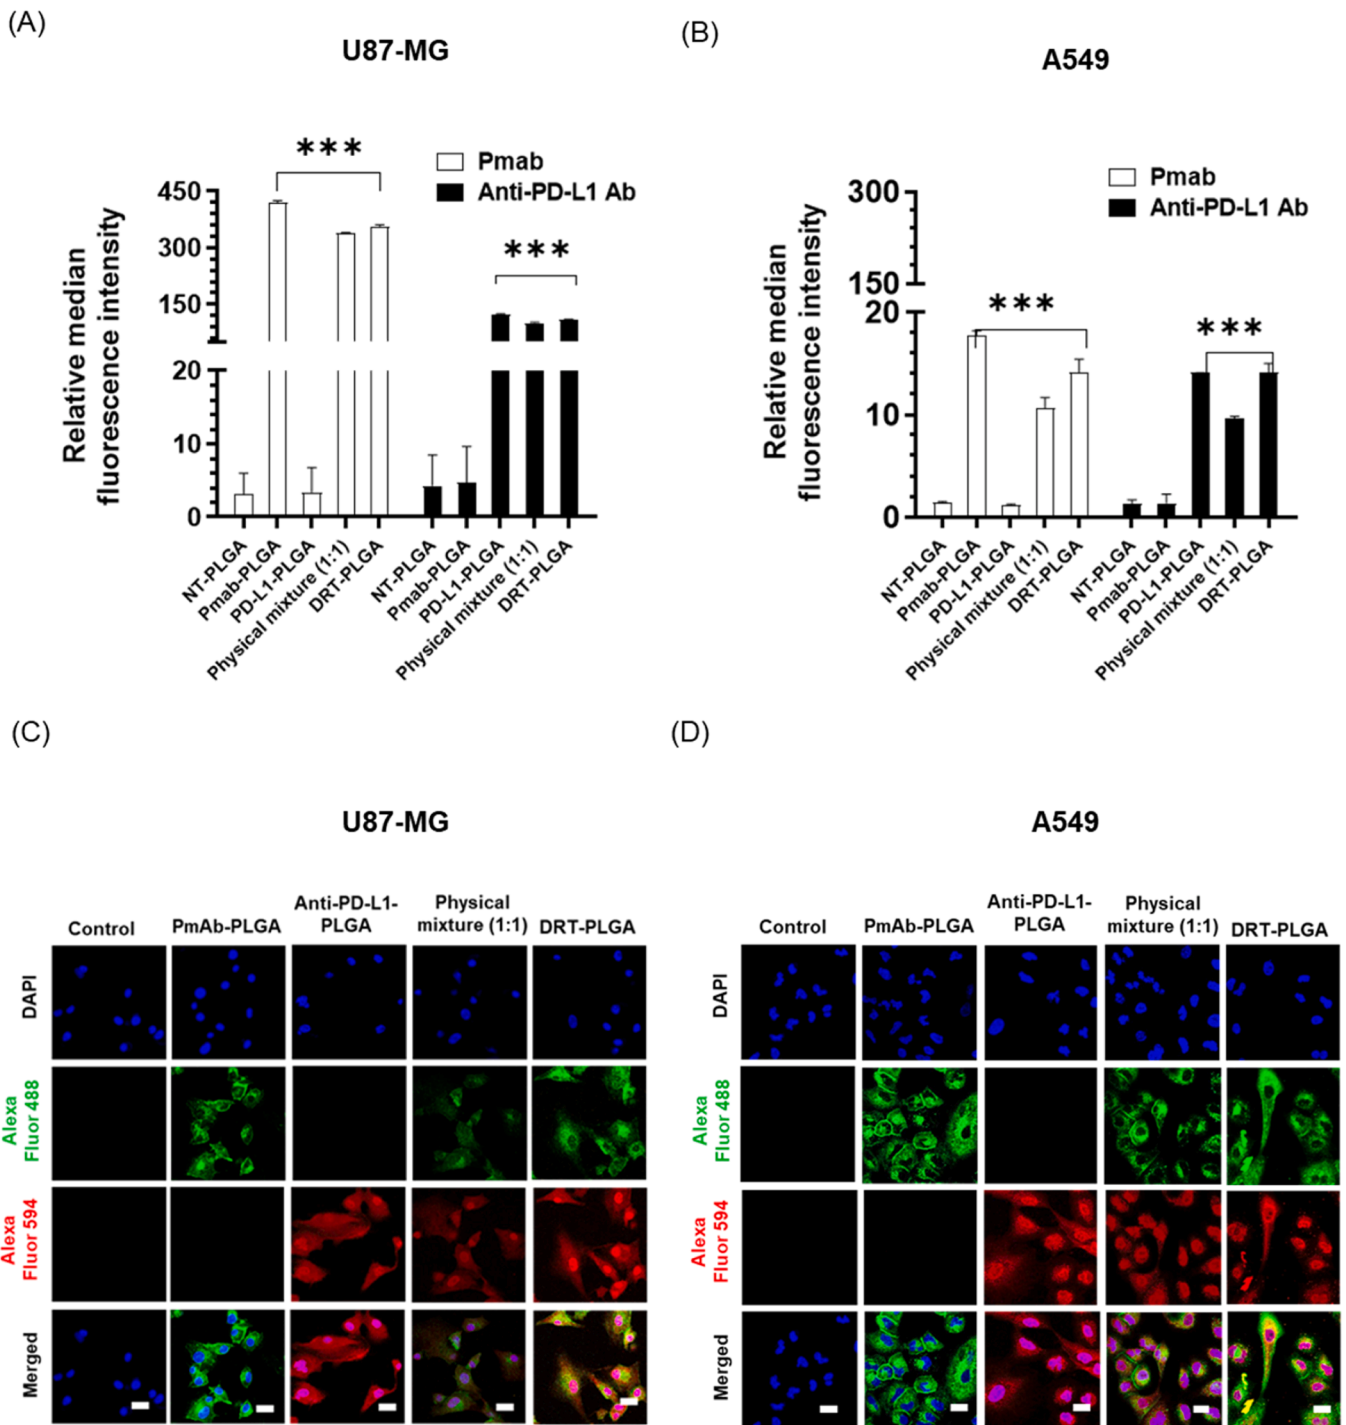 (A)
U87-MG
***
Pmab
Anti-PD-L1 Ab
***
Relative median
fluorescence intensity
450
300
150
20
10
0
NT-PLGA
Pmab-PLGA
PD-L1-PLGA
Physical mixture (1:1)
DRT-PLGA
NT-PLGA
Pmab-PLGA
PD-L1-PLGA
Physical mixture (1:1)
DRT-PLGA
(B)
A549
Pmab
Anti-PD-L1 Ab
***
***
Relative median
fluorescence intensity
300
150
20
10
0
NT-PLGA
Pmab-PLGA
PD-L1-PLGA
Physical mixture (1:1)
DRT-PLGA
NT-PLGA
Pmab-PLGA
PD-L1-PLGA
Physical mixture (1:1)
DRT-PLGA
(C)
U87-MG
Control
PmAb-PLGA
Anti-PD-L1-
PLGA
Physical
mixture (1:1)
DRT-PLGA
DAPI
Alexa
Fluor 488
Alexa
Fluor 594
Merged
(D)
A549
Control
PmAb-PLGA
Anti-PD-L1-
PLGA
Physical
mixture (1:1)
DRT-PLGA
DAPI
Alexa
Fluor 488
Alexa
Fluor 594
Merged